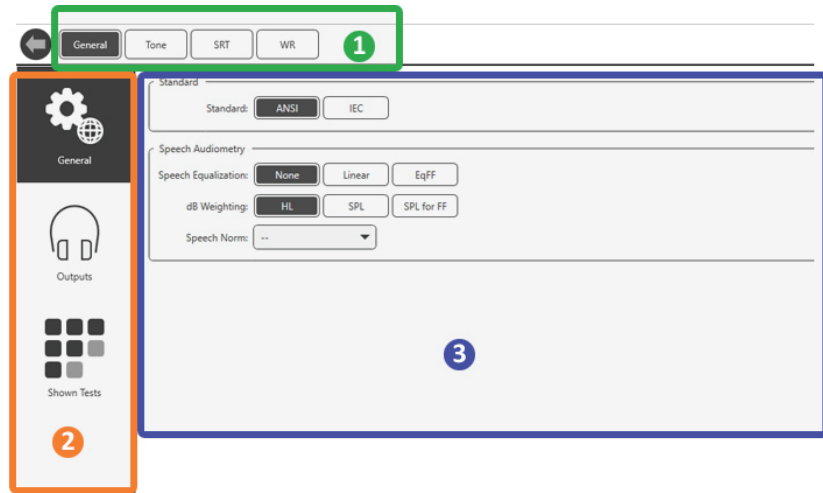 General Tone SRT WR 1
General
Outputs
Shown Tests
2
Standard
Standard: ANSI IEC
Speech Audiometry
Speech Equalization: None Linear EqFF
dB Weighting: HL SPL SPL for FF
Speech Norm: --
3